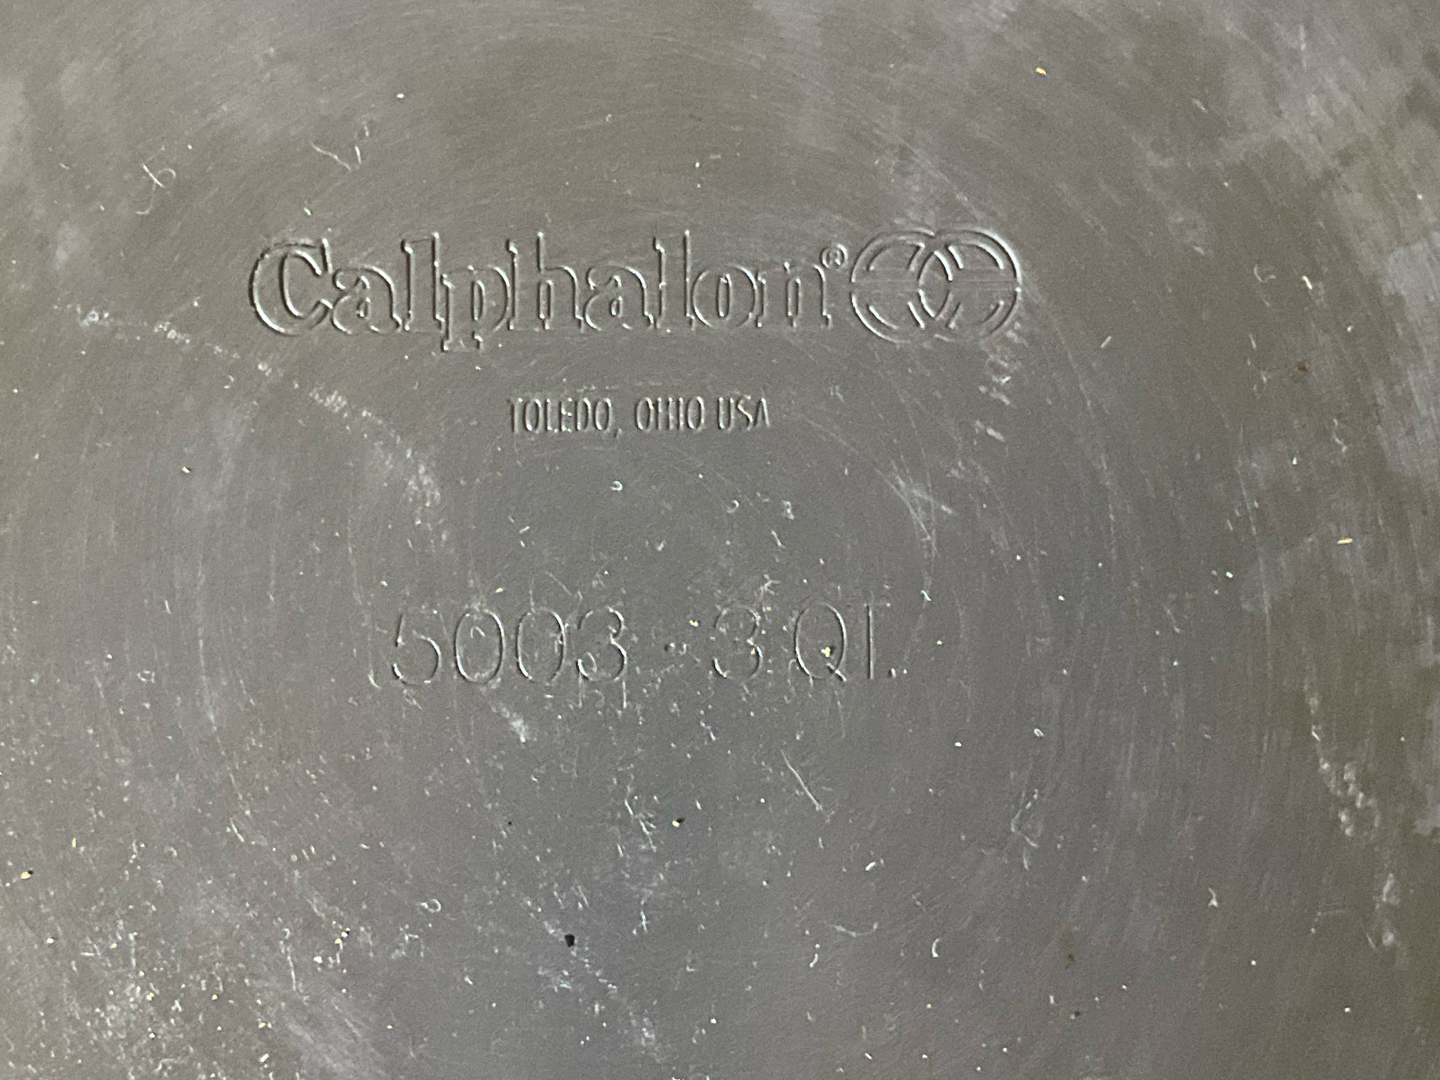 Calphalon®
TOLEDO, OHIO USA
5003 - 3 QT.